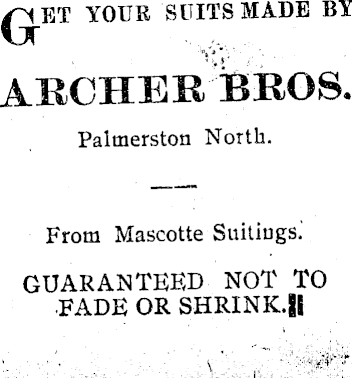 GET YOUR SUITS MADE BY
ARCHER BROS.
Palmerston North.
From Mascotte Suitings.
GUARANTEED NOT TO
FADE OR SHRINK.